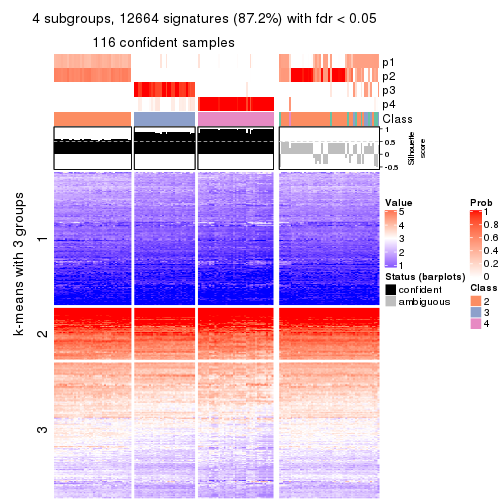 4 subgroups, 12664 signatures (87.2%) with fdr < 0.05
116 confident samples
p1
p2
p3
p4
Class
1
0.5
0
-0.5
Silhouette
score
k-means with 3 groups
1
2
3
Value
5
4
3
2
1
Status (barplots)
confident
ambiguous
Prob
1
0.8
0.6
0.4
0.2
0
Class
2
3
4